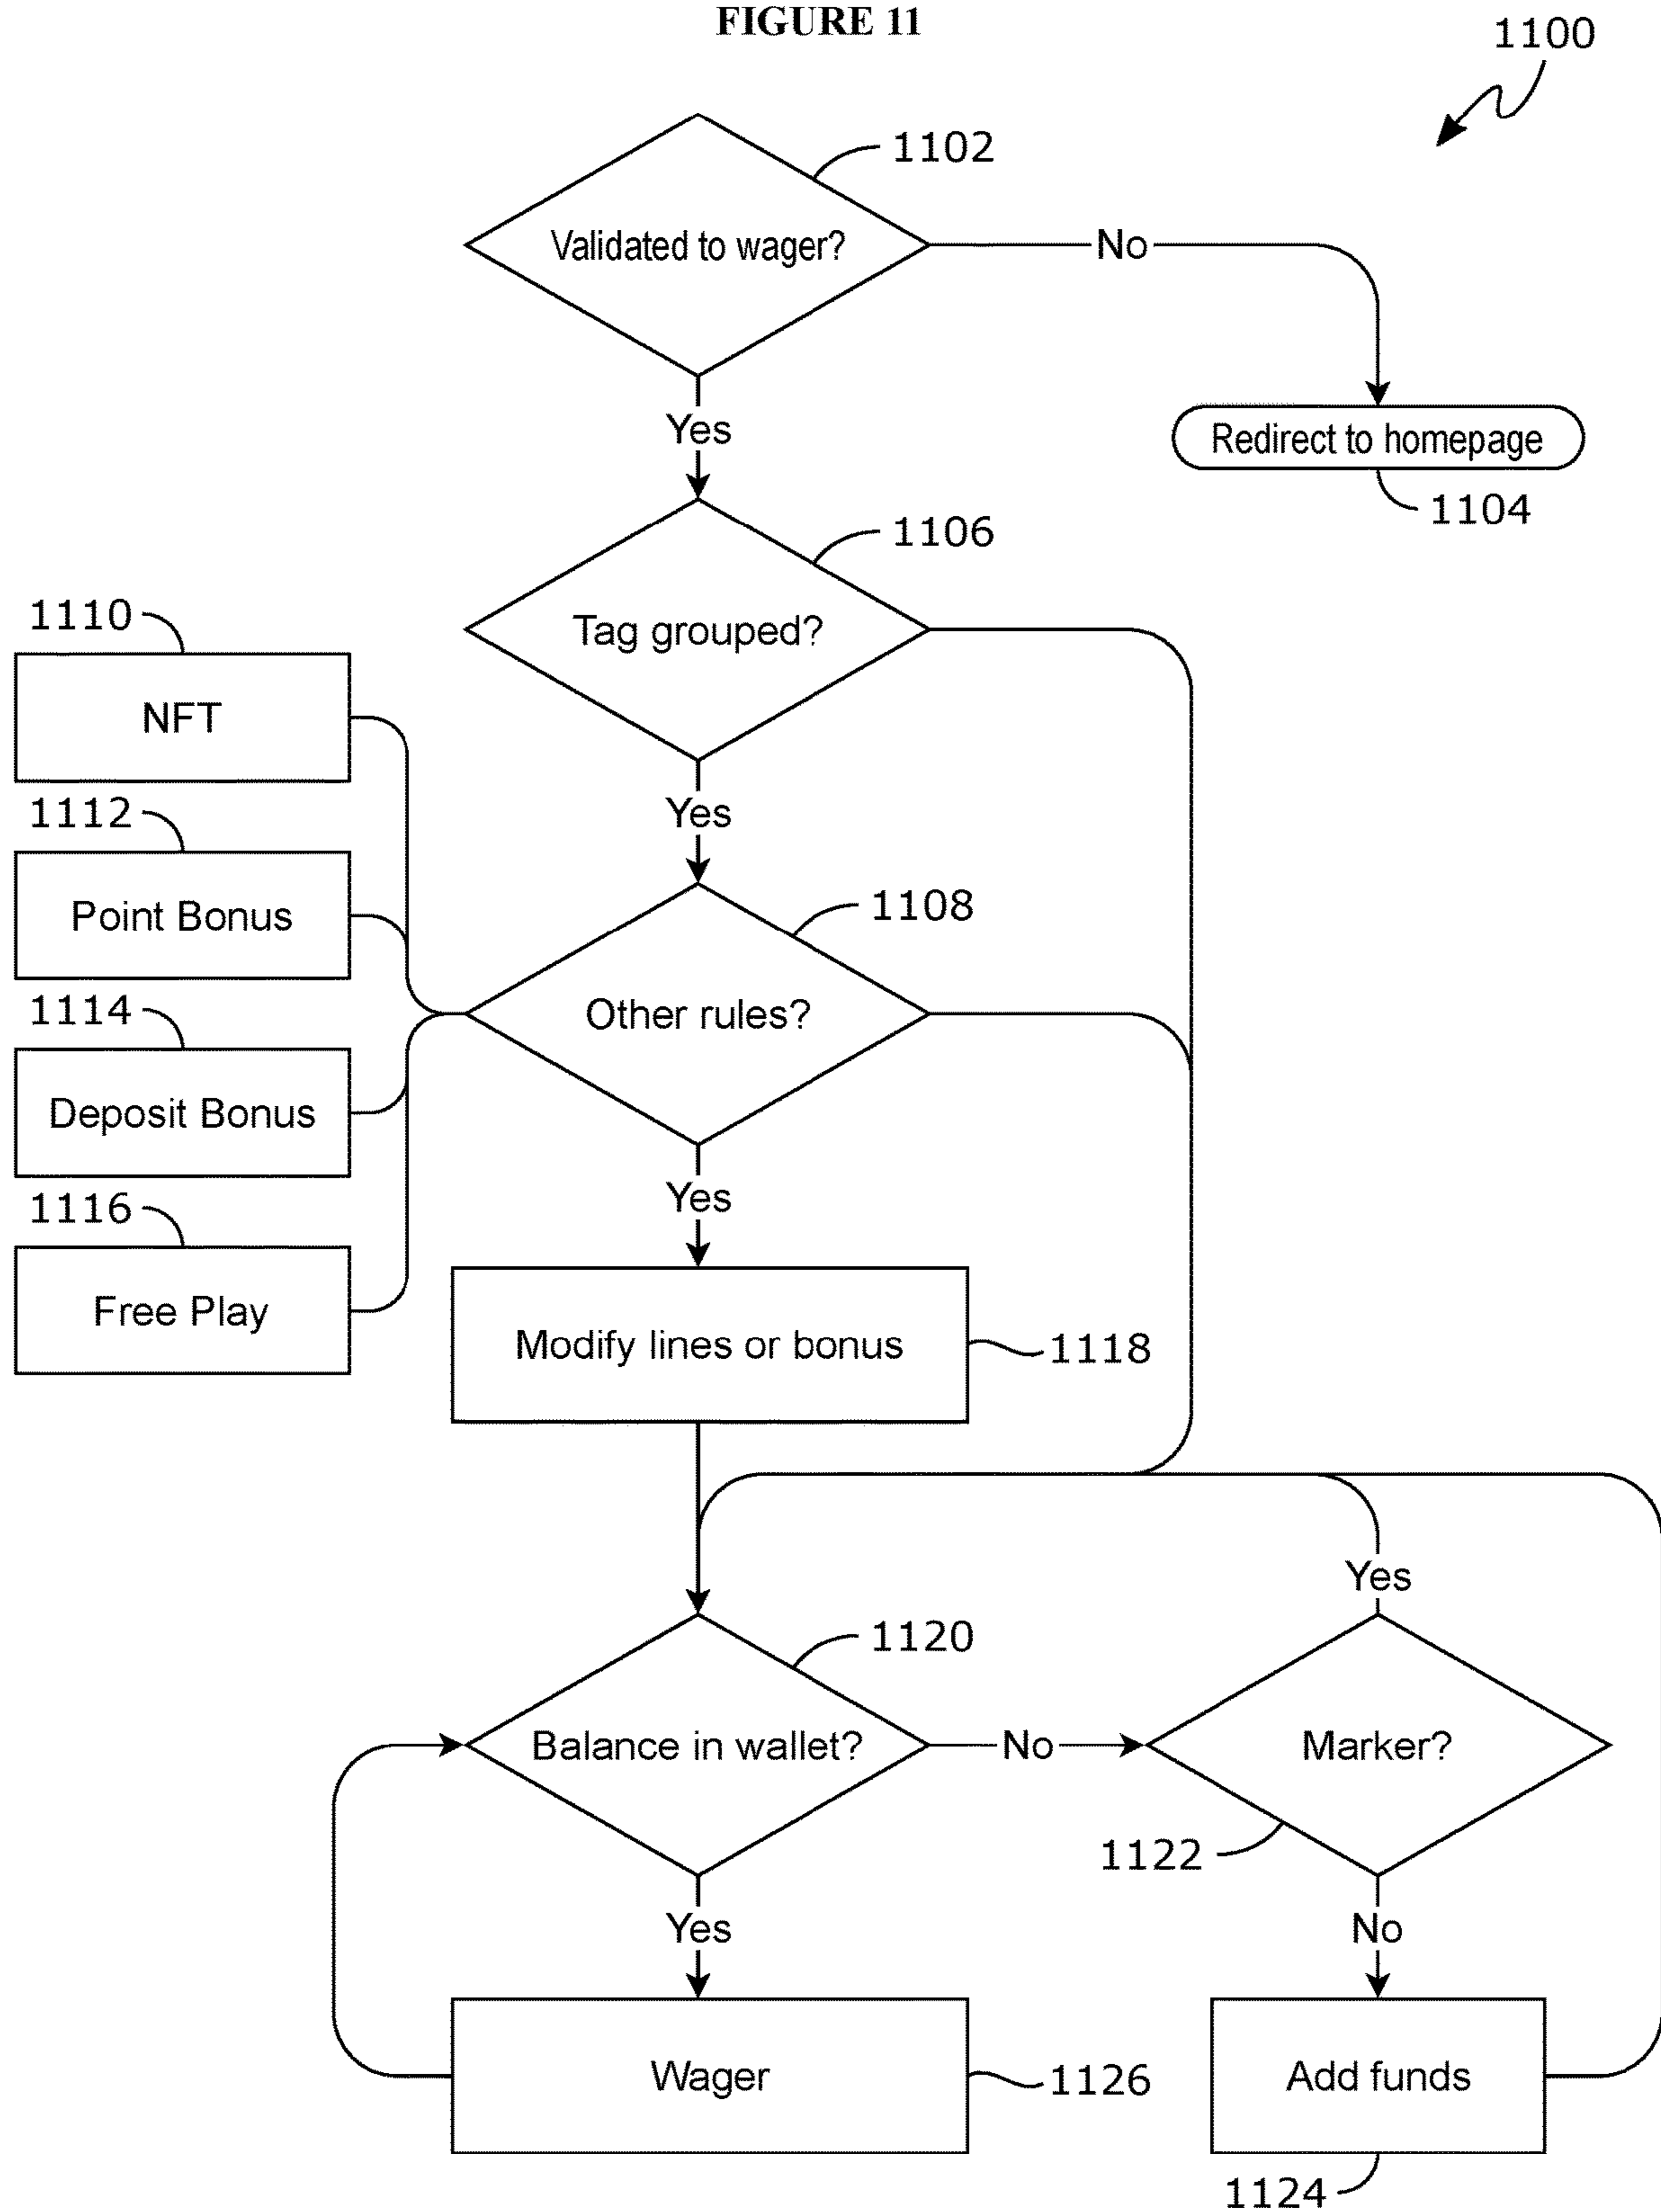 FIGURE 11
1100
1102
Validated to wager?
No
Yes
Redirect to homepage
1104
1106
Tag grouped?
1110
NFT
Yes
1112
Point Bonus
1108
Other rules?
1114
Deposit Bonus
Yes
1116
Free Play
Modify lines or bonus
1118
Yes
1120
Balance in wallet?
No
Marker?
1122
Yes
No
Wager
1126
Add funds
1124